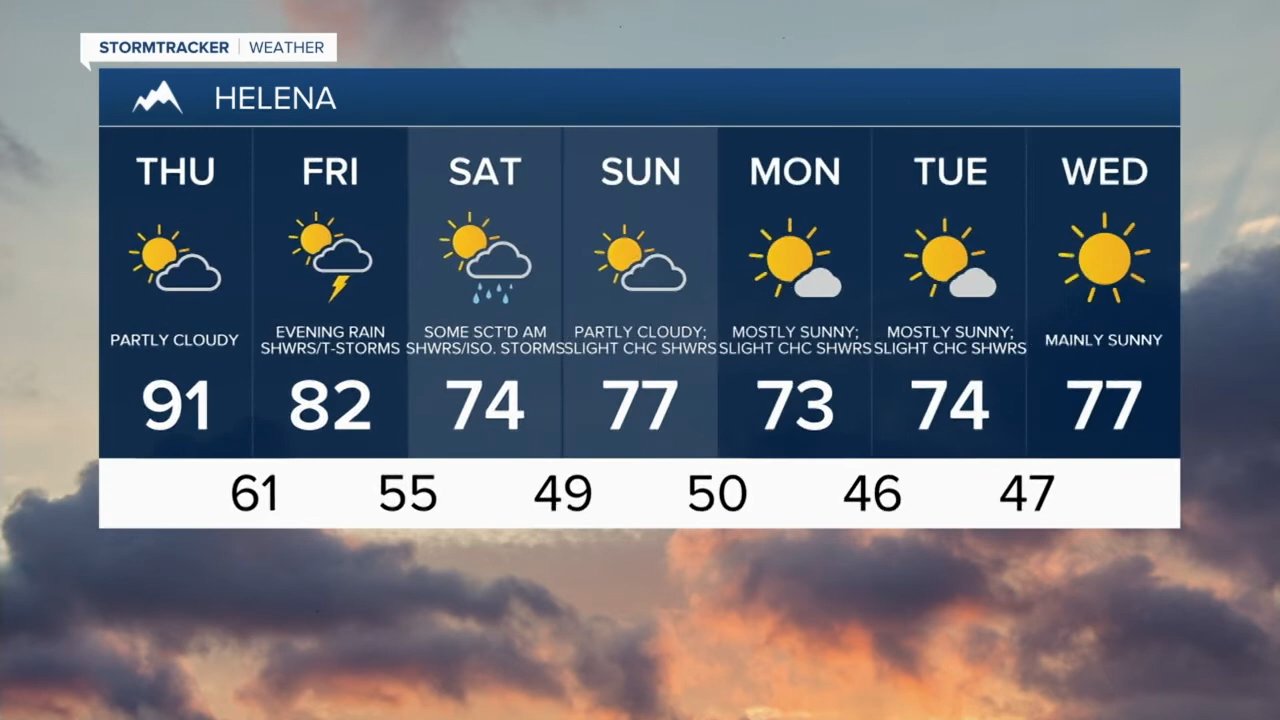 STORMTRACKER | WEATHER
HELENA
THU FRI SAT SUN MON TUE WED
PARTLY CLOUDY
EVENING RAIN
SHWRS/T-STORMS
SOME SCT'D AM
SHWRS/ISO. STORMS
PARTLY CLOUDY;
SLIGHT CHC SHWRS
MOSTLY SUNNY;
SLIGHT CHC SHWRS
MOSTLY SUNNY;
SLIGHT CHC SHWRS
MAINLY SUNNY
91 82 74 77 73 74 77
61 55 49 50 46 47